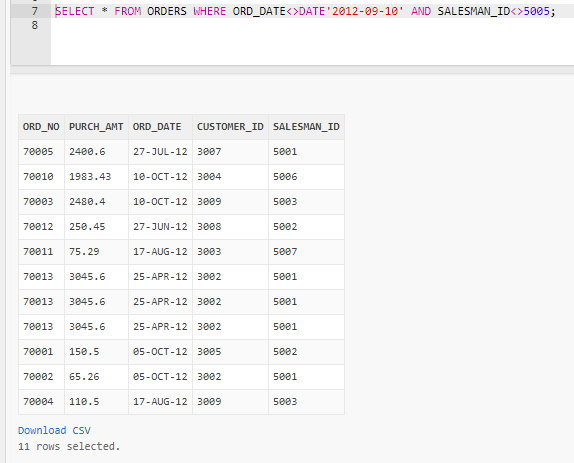 7 SELECT * FROM ORDERS WHERE ORD_DATE<>DATE'2012-09-10' AND SALESMAN_ID<>5005;
8
ORD_NO PURCH_AMT ORD_DATE CUSTOMER_ID SALESMAN_ID
70005 2400.6 27-JUL-12 3007 5001
70010 1983.43 10-OCT-12 3004 5006
70003 2480.4 10-OCT-12 3009 5003
70012 250.45 27-JUN-12 3008 5002
70011 75.29 17-AUG-12 3003 5007
70013 3045.6 25-APR-12 3002 5001
70013 3045.6 25-APR-12 3002 5001
70013 3045.6 25-APR-12 3002 5001
70001 150.5 05-OCT-12 3005 5002
70002 65.26 05-OCT-12 3002 5001
70004 110.5 17-AUG-12 3009 5003
Download CSV
11 rows selected.